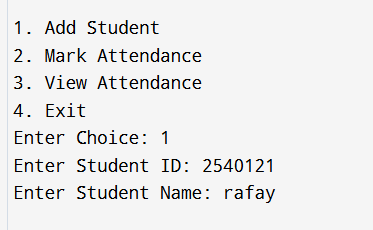 1. Add Student
2. Mark Attendance
3. View Attendance
4. Exit
Enter Choice: 1
Enter Student ID: 2540121
Enter Student Name: rafay